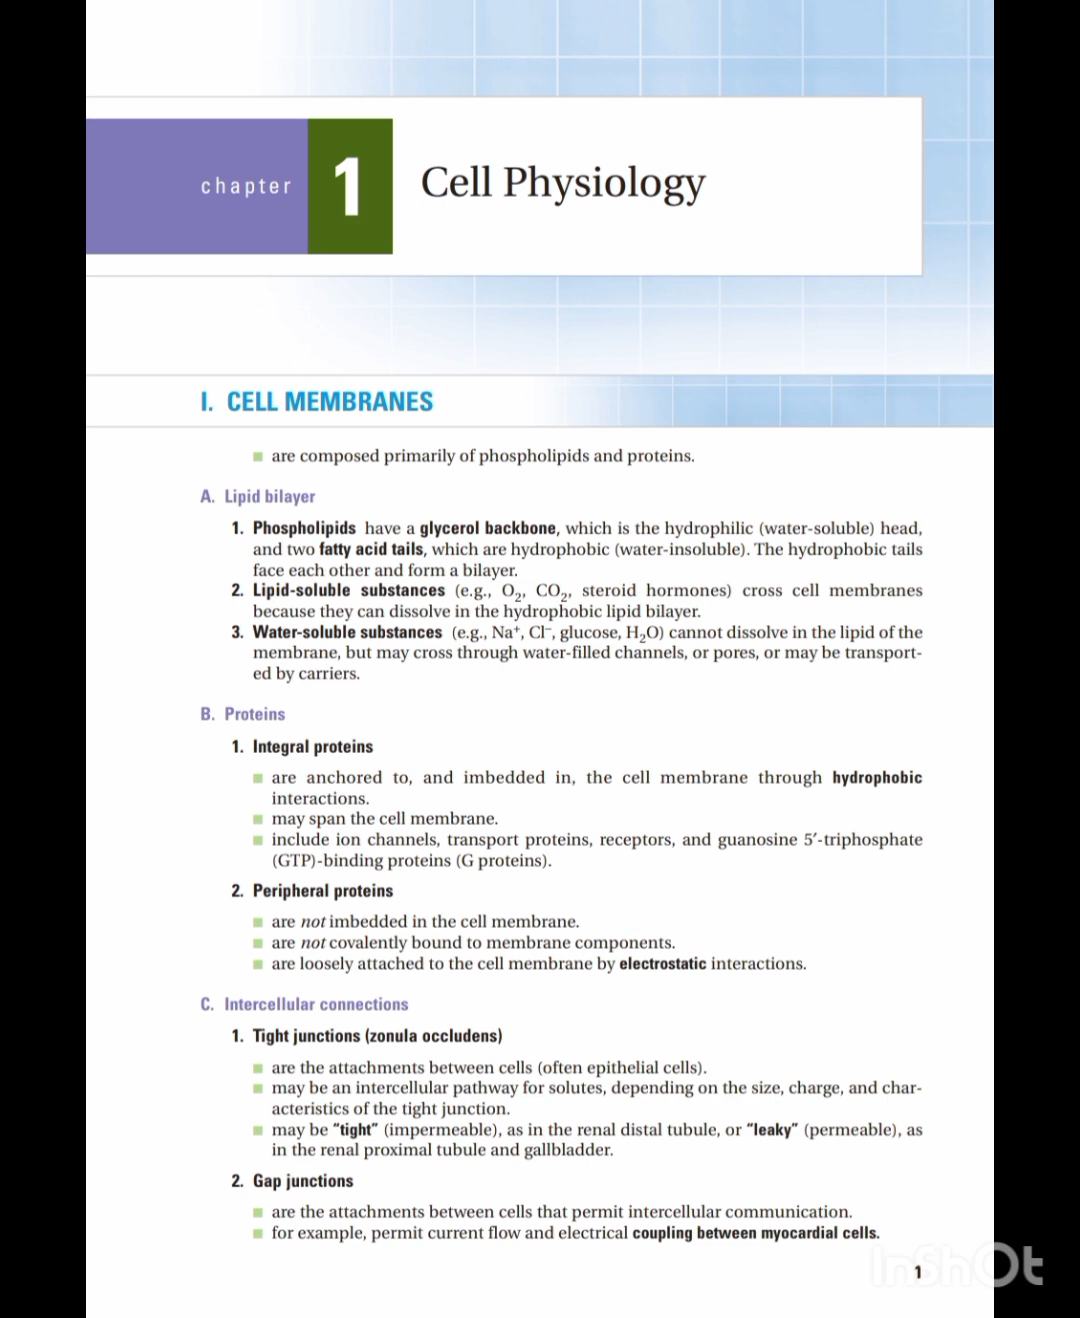 chapter 1 Cell Physiology
I. CELL MEMBRANES
■ are composed primarily of phospholipids and proteins.
A. Lipid bilayer
1. Phospholipids have a glycerol backbone, which is the hydrophilic (water-soluble) head,
and two fatty acid tails, which are hydrophobic (water-insoluble). The hydrophobic tails
face each other and form a bilayer.
2. Lipid-soluble substances (e.g., O₂, CO₂, steroid hormones) cross cell membranes
because they can dissolve in the hydrophobic lipid bilayer.
3. Water-soluble substances (e.g., Na⁺, Cl⁻, glucose, H₂O) cannot dissolve in the lipid of the
membrane, but may cross through water-filled channels, or pores, or may be transport-
ed by carriers.
B. Proteins
1. Integral proteins
■ are anchored to, and imbedded in, the cell membrane through hydrophobic
interactions.
■ may span the cell membrane.
■ include ion channels, transport proteins, receptors, and guanosine 5′-triphosphate
(GTP)-binding proteins (G proteins).
2. Peripheral proteins
■ are not imbedded in the cell membrane.
■ are not covalently bound to membrane components.
■ are loosely attached to the cell membrane by electrostatic interactions.
C. Intercellular connections
1. Tight junctions (zonula occludens)
■ are the attachments between cells (often epithelial cells).
■ may be an intercellular pathway for solutes, depending on the size, charge, and char-
acteristics of the tight junction.
■ may be “tight” (impermeable), as in the renal distal tubule, or “leaky” (permeable), as
in the renal proximal tubule and gallbladder.
2. Gap junctions
■ are the attachments between cells that permit intercellular communication.
■ for example, permit current flow and electrical coupling between myocardial cells.
1
InShOt